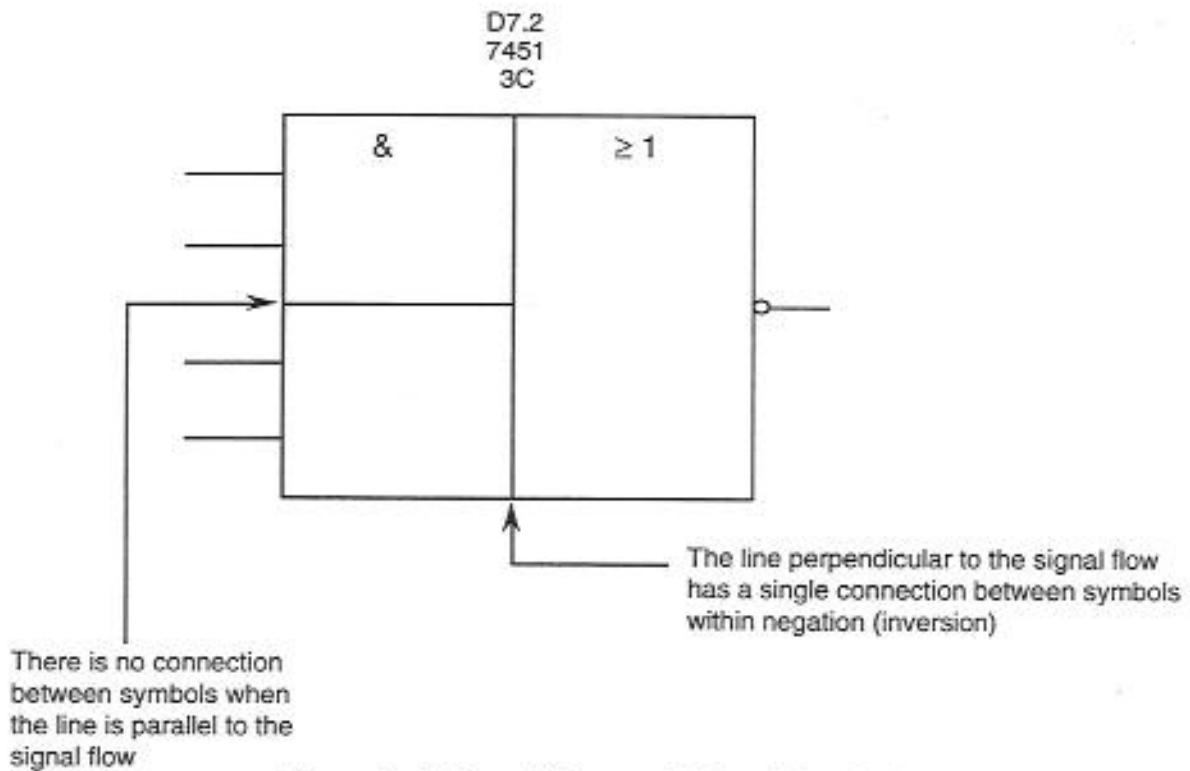 D7.2
7451
3C
&
≥ 1
The line perpendicular to the signal flow
has a single connection between symbols
within negation (inversion)
There is no connection
between symbols when
the line is parallel to the
signal flow